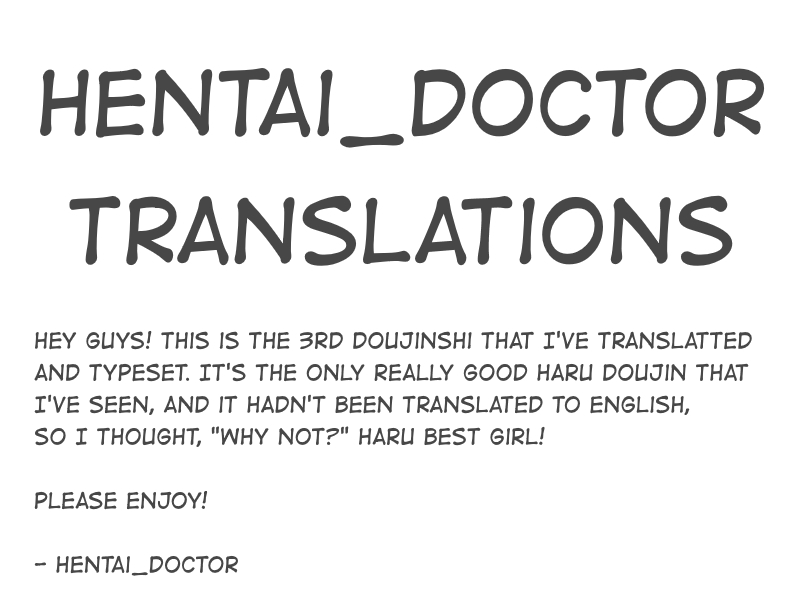 HENTAI_DOCTOR
TRANSLATIONS
HEY GUYS! THIS IS THE 3RD DOUJINSHI THAT I'VE TRANSLATTED
AND TYPESET. IT'S THE ONLY REALLY GOOD HARU DOUJIN THAT
I'VE SEEN, AND IT HADN'T BEEN TRANSLATED TO ENGLISH,
SO I THOUGHT, "WHY NOT?" HARU BEST GIRL!
PLEASE ENJOY!
- HENTAI_DOCTOR